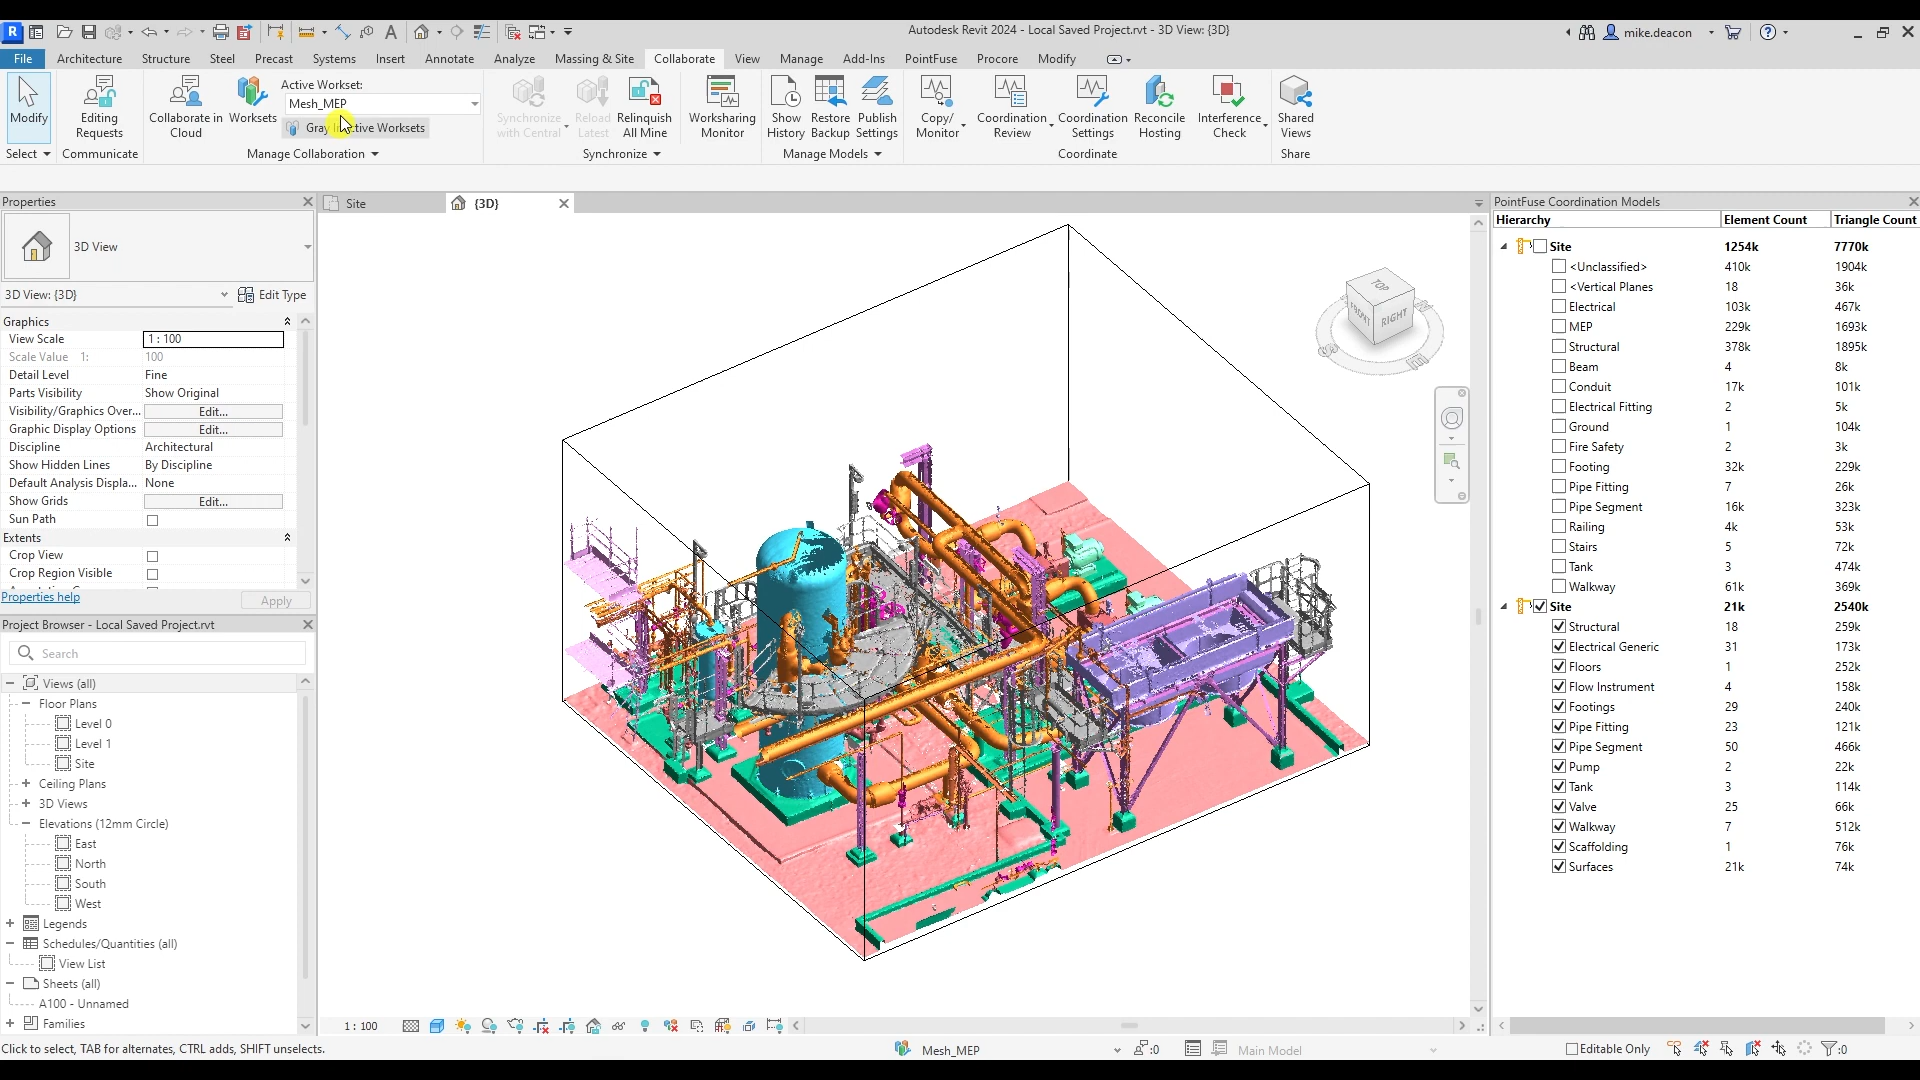 R
Autodesk Revit 2024 - Local Saved Project.rvt - 3D View: {3D}
mike.deacon
File Architecture Structure Steel Precast Systems Insert Annotate Analyze Massing & Site Collaborate View Manage Add-Ins PointFuse Procore Modify
Modify
Editing Requests
Collaborate in Cloud
Worksets
Active Workset:
Mesh_MEP
Synchronize with Central
Reload Latest
Relinquish All Mine
Worksharing Monitor
Show History
Restore Backup
Publish Settings
Copy/ Monitor
Coordination Review
Coordination Settings
Reconcile Hosting
Interference Check
Shared Views
Select
Communicate
Manage Collaboration
Synchronize
Manage Models
Coordinate
Share
Properties
3D View
3D View: {3D} Edit Type
Graphics
View Scale 1 : 100
Scale Value 1: 100
Detail Level Fine
Parts Visibility Show Original
Visibility/Graphics Over... Edit...
Graphic Display Options Edit...
Discipline Architectural
Show Hidden Lines By Discipline
Default Analysis Displa... None
Show Grids Edit...
Sun Path
Extents
Crop View
Crop Region Visible
Properties help Apply
Project Browser - Local Saved Project.rvt
Search
Views (all)
Floor Plans
Level 0
Level 1
Site
Ceiling Plans
3D Views
Elevations (12mm Circle)
East
North
South
West
Legends
Schedules/Quantities (all)
View List
Sheets (all)
A100 - Unnamed
Families
Site {3D}
TOP
FRONT RIGHT
S E
1 : 100
PointFuse Coordination Models
Hierarchy Element Count Triangle Count
Site 1254k 7770k
<Unclassified> 410k 1904k
<Vertical Planes 18 36k
Electrical 103k 467k
MEP 229k 1693k
Structural 378k 1895k
Beam 4 8k
Conduit 17k 101k
Electrical Fitting 2 5k
Ground 1 104k
Fire Safety 2 3k
Footing 32k 229k
Pipe Fitting 7 26k
Pipe Segment 16k 323k
Railing 4k 53k
Stairs 5 72k
Tank 3 474k
Walkway 61k 369k
Site 21k 2540k
Structural 18 259k
Electrical Generic 31 173k
Floors 1 252k
Flow Instrument 4 158k
Footings 29 240k
Pipe Fitting 23 121k
Pipe Segment 50 466k
Pump 2 22k
Tank 3 114k
Valve 25 66k
Walkway 7 512k
Scaffolding 1 76k
Surfaces 21k 74k
Click to select, TAB for alternates, CTRL adds, SHIFT unselects.
Mesh_MEP
:0
Main Model
Editable Only
:0